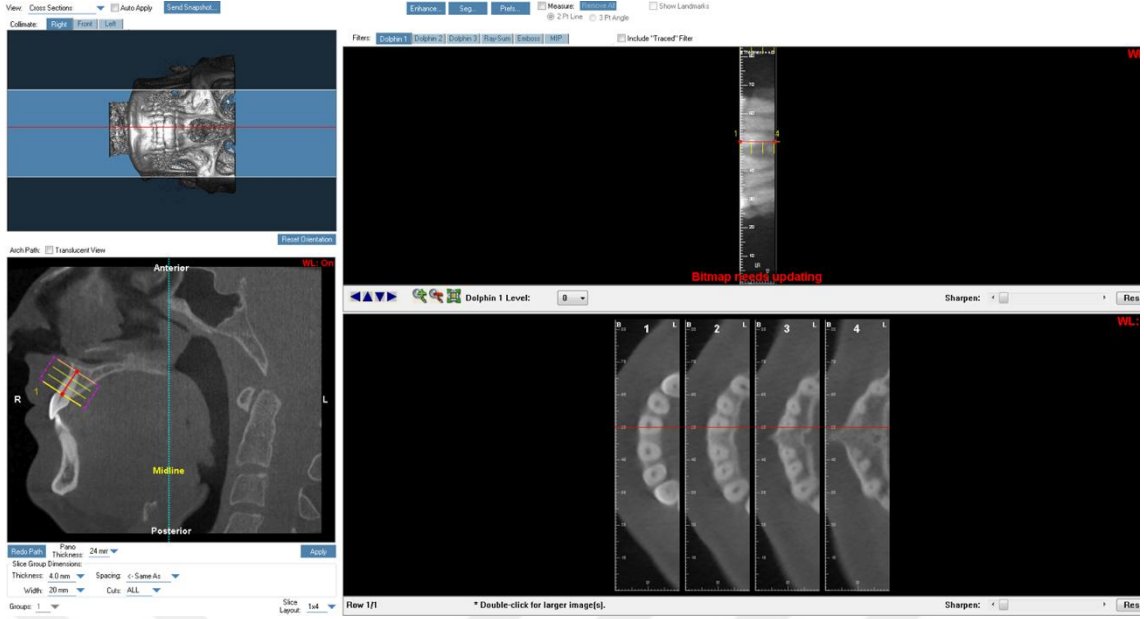 View: Cross Sections Auto Apply Send Snapshot...
Collimate: Right Front Left
Reset Orientation
Arch Path: Translucent View
WL: On
Anterior
R
L
1
Midline
Posterior
Redo Path Pano Thickness: 24 mm Apply
Slice Group Dimensions:
Thickness: 4.0 mm Spacing: <- Same As
Width: 20 mm Cuts: ALL
Groups: 1 Slice Layout: 1x4
Enhance... Seg... Prefs... Measure: Remove All Show Landmarks
2 Pt Line 3 Pt Angle
Filters: Dolphin 1 Dolphin 2 Dolphin 3 Ray-Sum Emboss MIP Include "Traced" Filter
WL
1 4
Bitmap needs updating
Dolphin 1 Level: 0 Sharpen: Res
WL:
B 1 L B 2 L B 3 L B 4 L
Row 1/1 * Double-click for larger image(s). Sharpen: Res